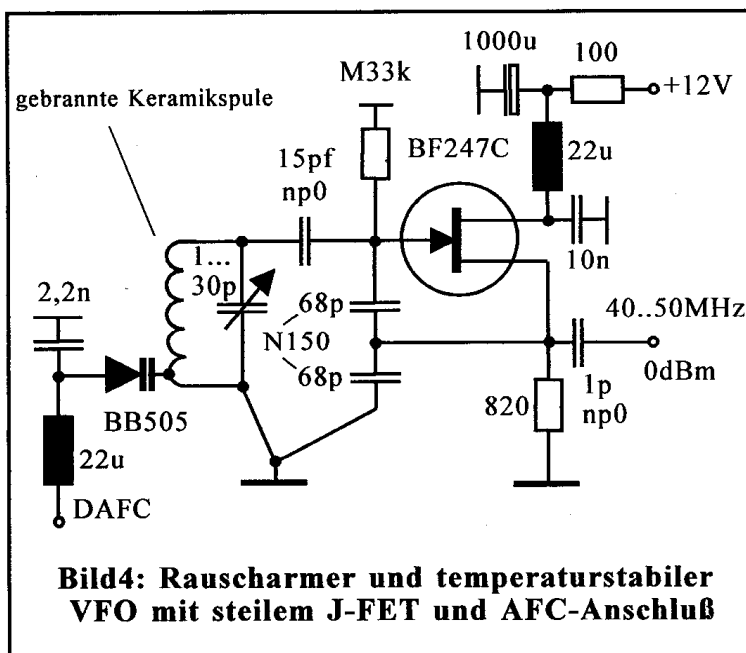 1000u
100
+12V
M33k
gebrannte Keramikspule
BF247C
22u
15pf
np0
10n
1...
30p
2,2n
68p
N150
68p
40..50MHz
0dBm
1p
np0
820
BB505
22u
DAFC
Bild4: Rauscharmer und temperaturstabiler
VFO mit steilem J-FET und AFC-Anschluß